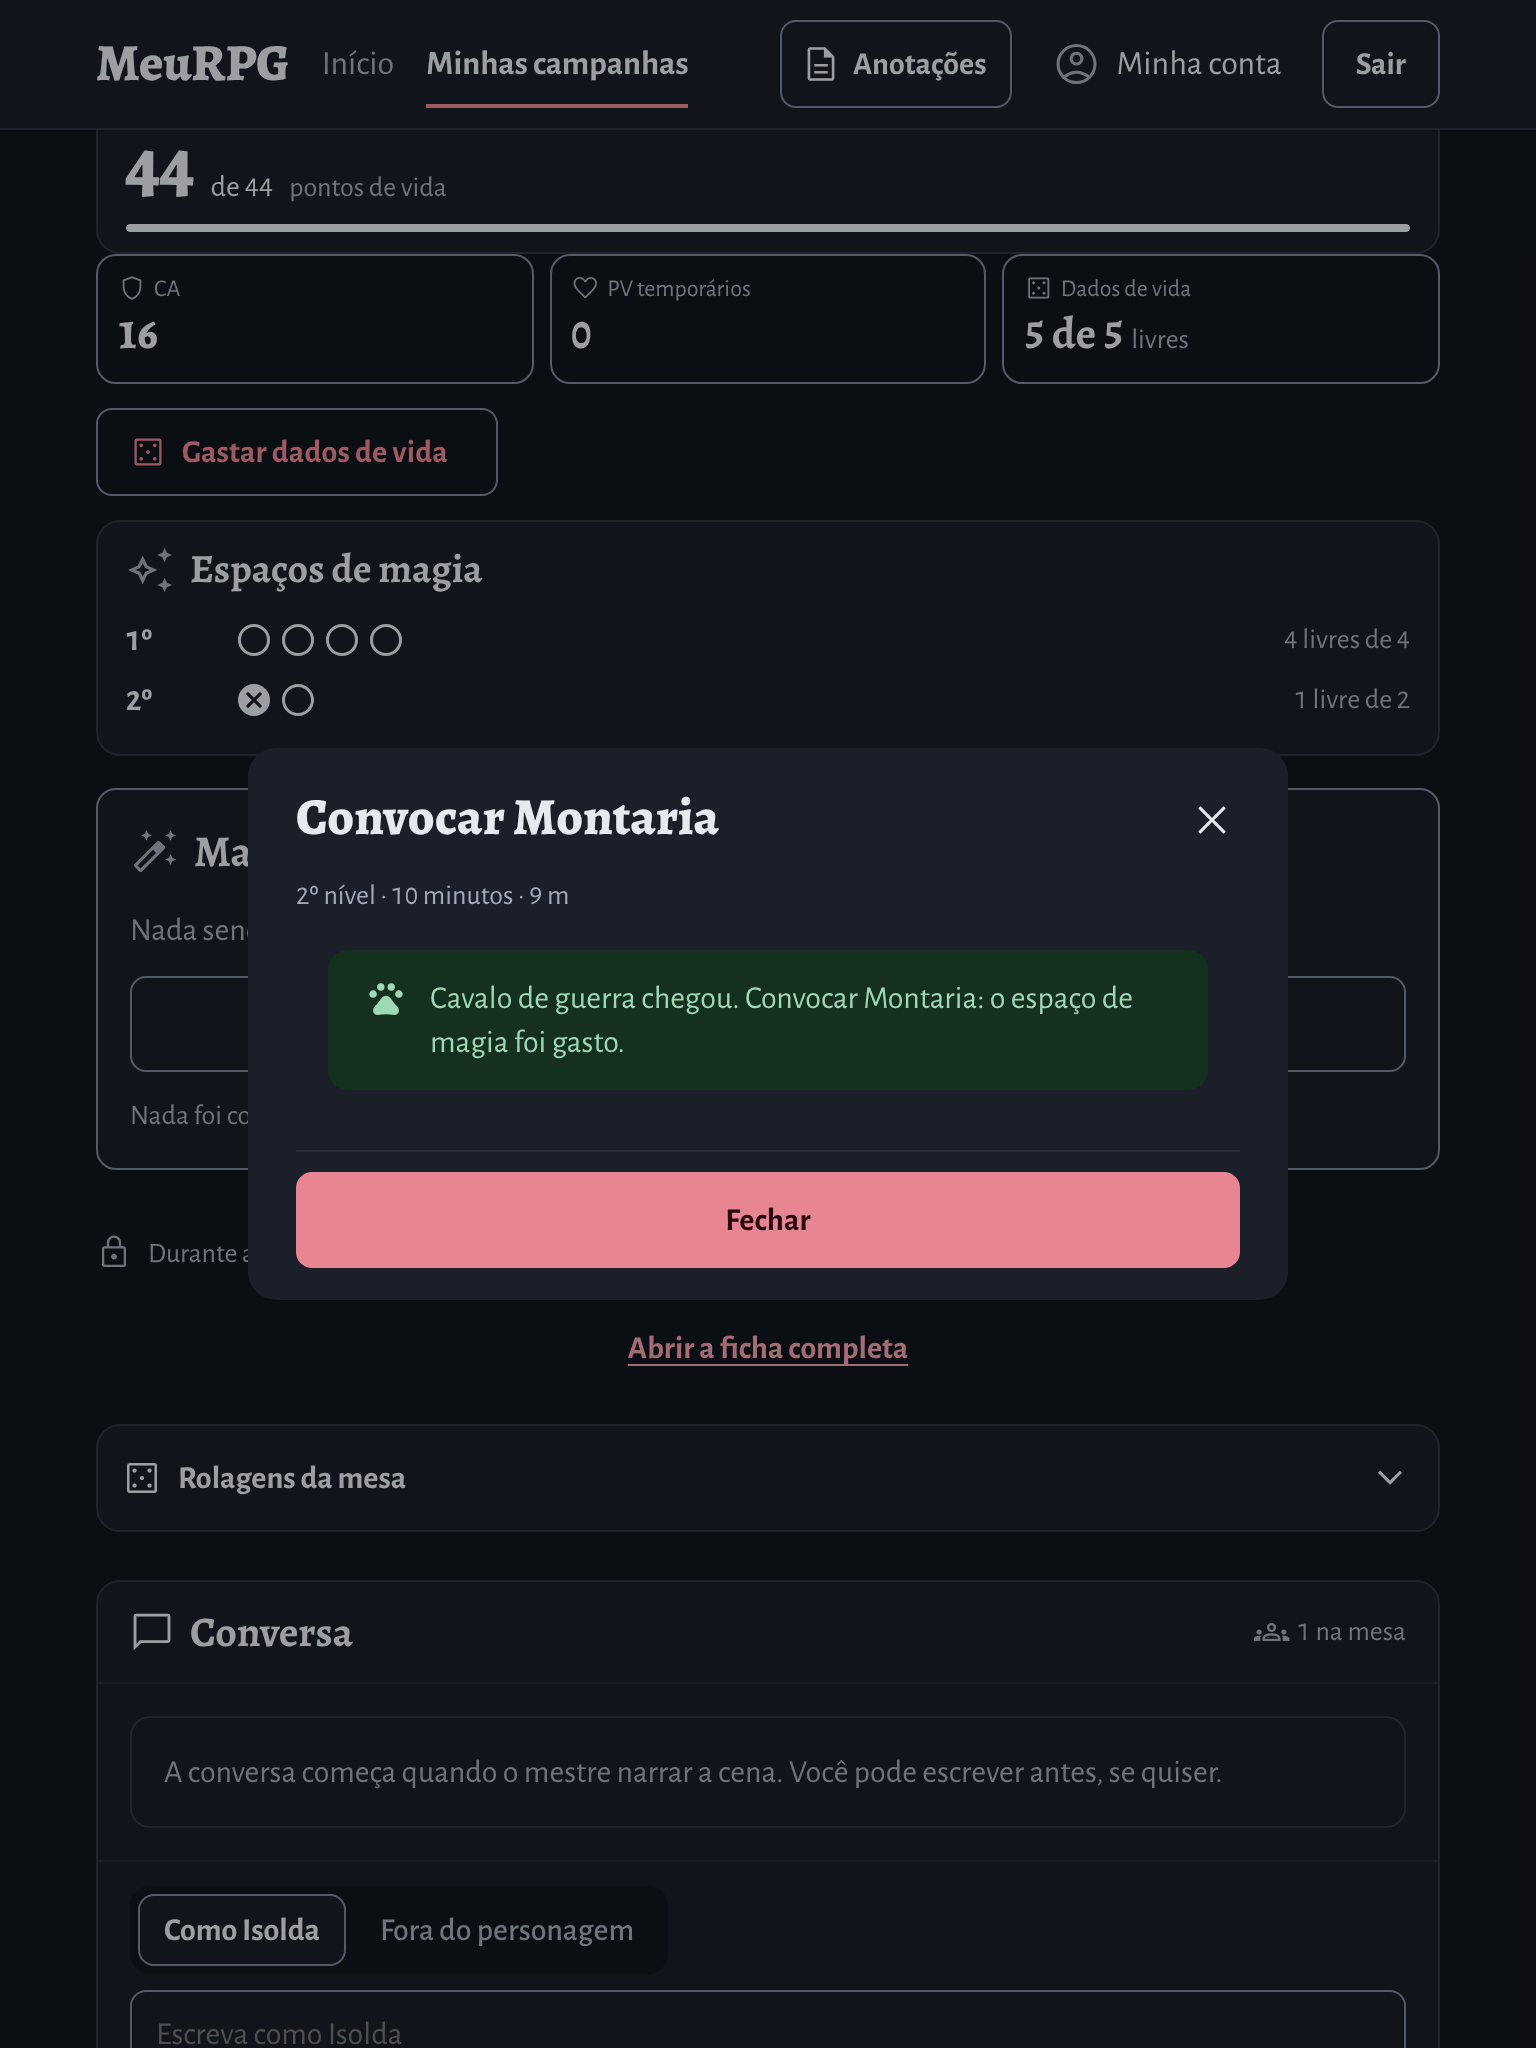 MeuRPG Início Minhas campanhas Anotações Minha conta Sair
44 de 44 pontos de vida
CA
16
PV temporários
0
Dados de vida
5 de 5 livres
Gastar dados de vida
Espaços de magia
1º 4 livres de 4
2º 1 livre de 2
Convocar Montaria
2º nível · 10 minutos · 9 m
Cavalo de guerra chegou. Convocar Montaria: o espaço de
magia foi gasto.
Fechar
Nada
Nada foi
Durante
Abrir a ficha completa
Rolagens da mesa
Conversa 1 na mesa
A conversa começa quando o mestre narrar a cena. Você pode escrever antes, se quiser.
Como Isolda Fora do personagem
Escreva como Isolda